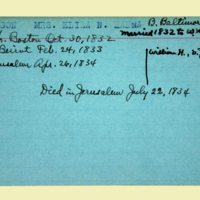 MRS. ELIZA N. B. Baltimore
Married 1832 to
Boston Oct. 30, 1832
Beirut Feb. 24, 1833
Jerusalem Apr. 26, 1834
William H., D.
Died in Jerusalem July 22, 1834